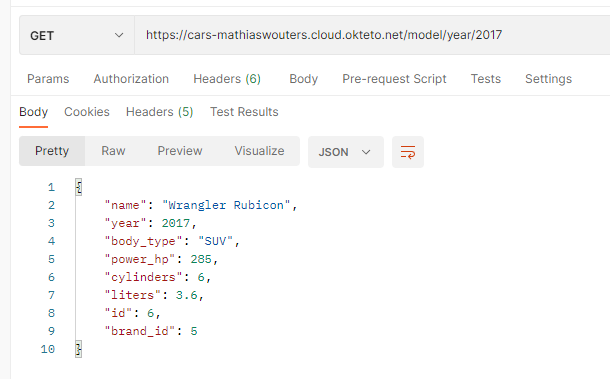 GET https://cars-mathiaswouters.cloud.okteto.net/model/year/2017
Params Authorization Headers (6) Body Pre-request Script Tests Settings
Body Cookies Headers (5) Test Results
Pretty Raw Preview Visualize JSON
1 {
2 "name": "Wrangler Rubicon",
3 "year": 2017,
4 "body_type": "SUV",
5 "power_hp": 285,
6 "cylinders": 6,
7 "liters": 3.6,
8 "id": 6,
9 "brand_id": 5
10 }